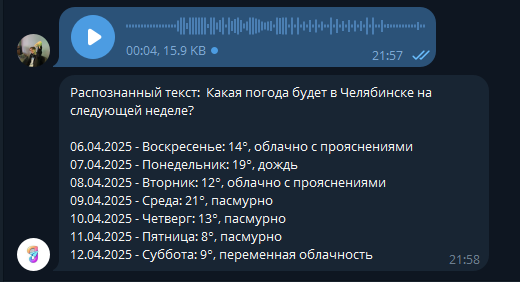 00:04, 15.9 KB
21:57
Распознанный текст: Какая погода будет в Челябинске на
следующей неделе?
06.04.2025 - Воскресенье: 14°, облачно с прояснениями
07.04.2025 - Понедельник: 19°, дождь
08.04.2025 - Вторник: 12°, облачно с прояснениями
09.04.2025 - Среда: 21°, пасмурно
10.04.2025 - Четверг: 13°, пасмурно
11.04.2025 - Пятница: 8°, пасмурно
12.04.2025 - Суббота: 9°, переменная облачность
21:58